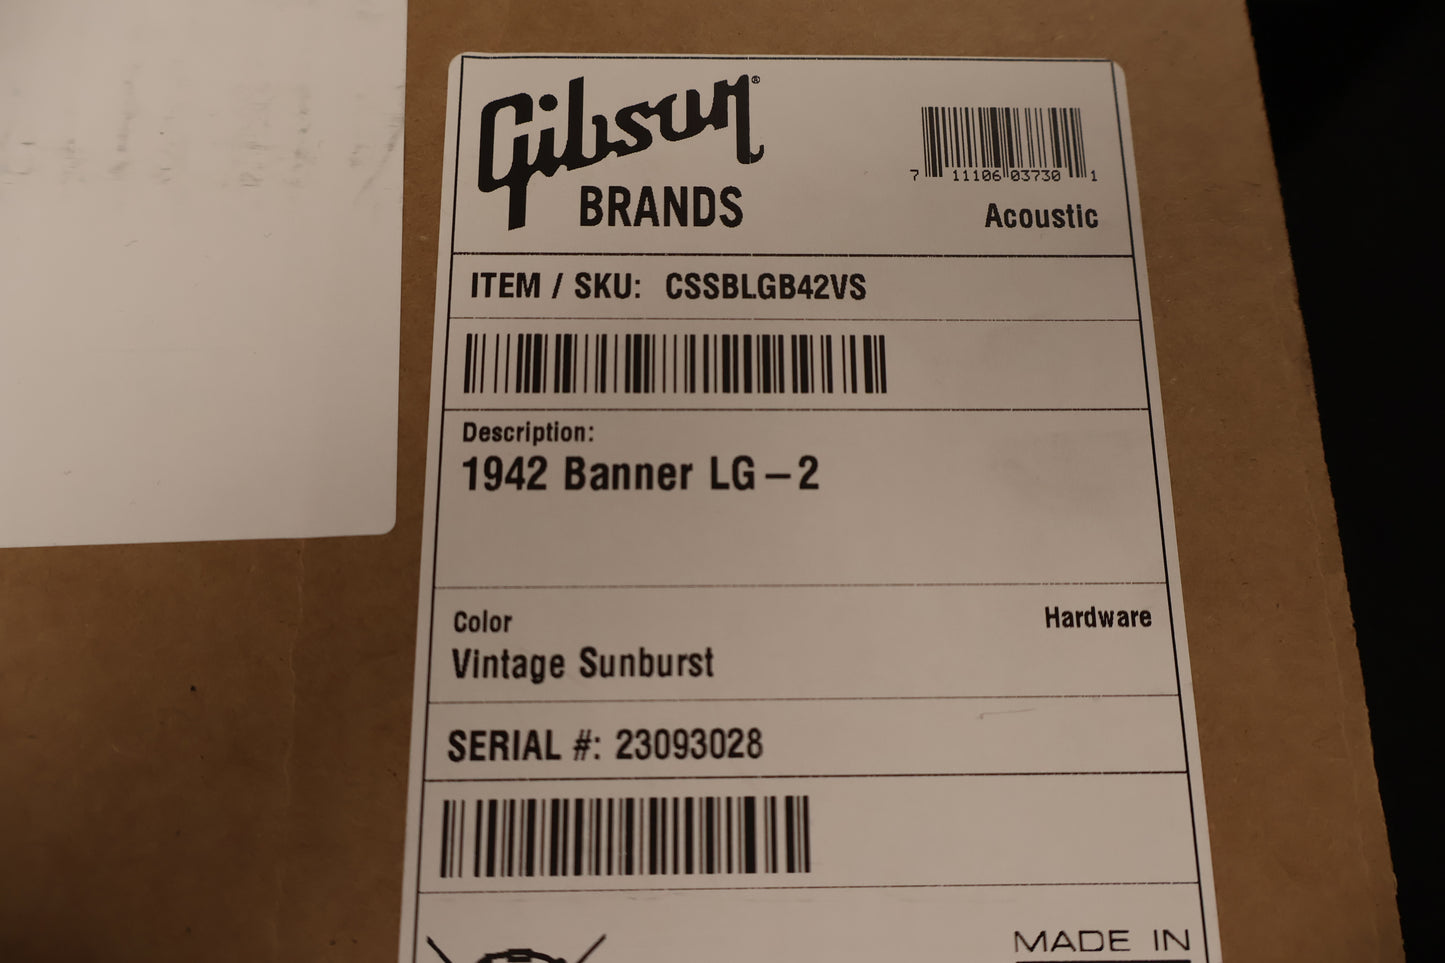 Gibson®
BRANDS
7 11106 03730 1
Acoustic
ITEM / SKU: CSSBLGB42VS
Description:
1942 Banner LG – 2
Color
Hardware
Vintage Sunburst
SERIAL #: 23093028
MADE IN